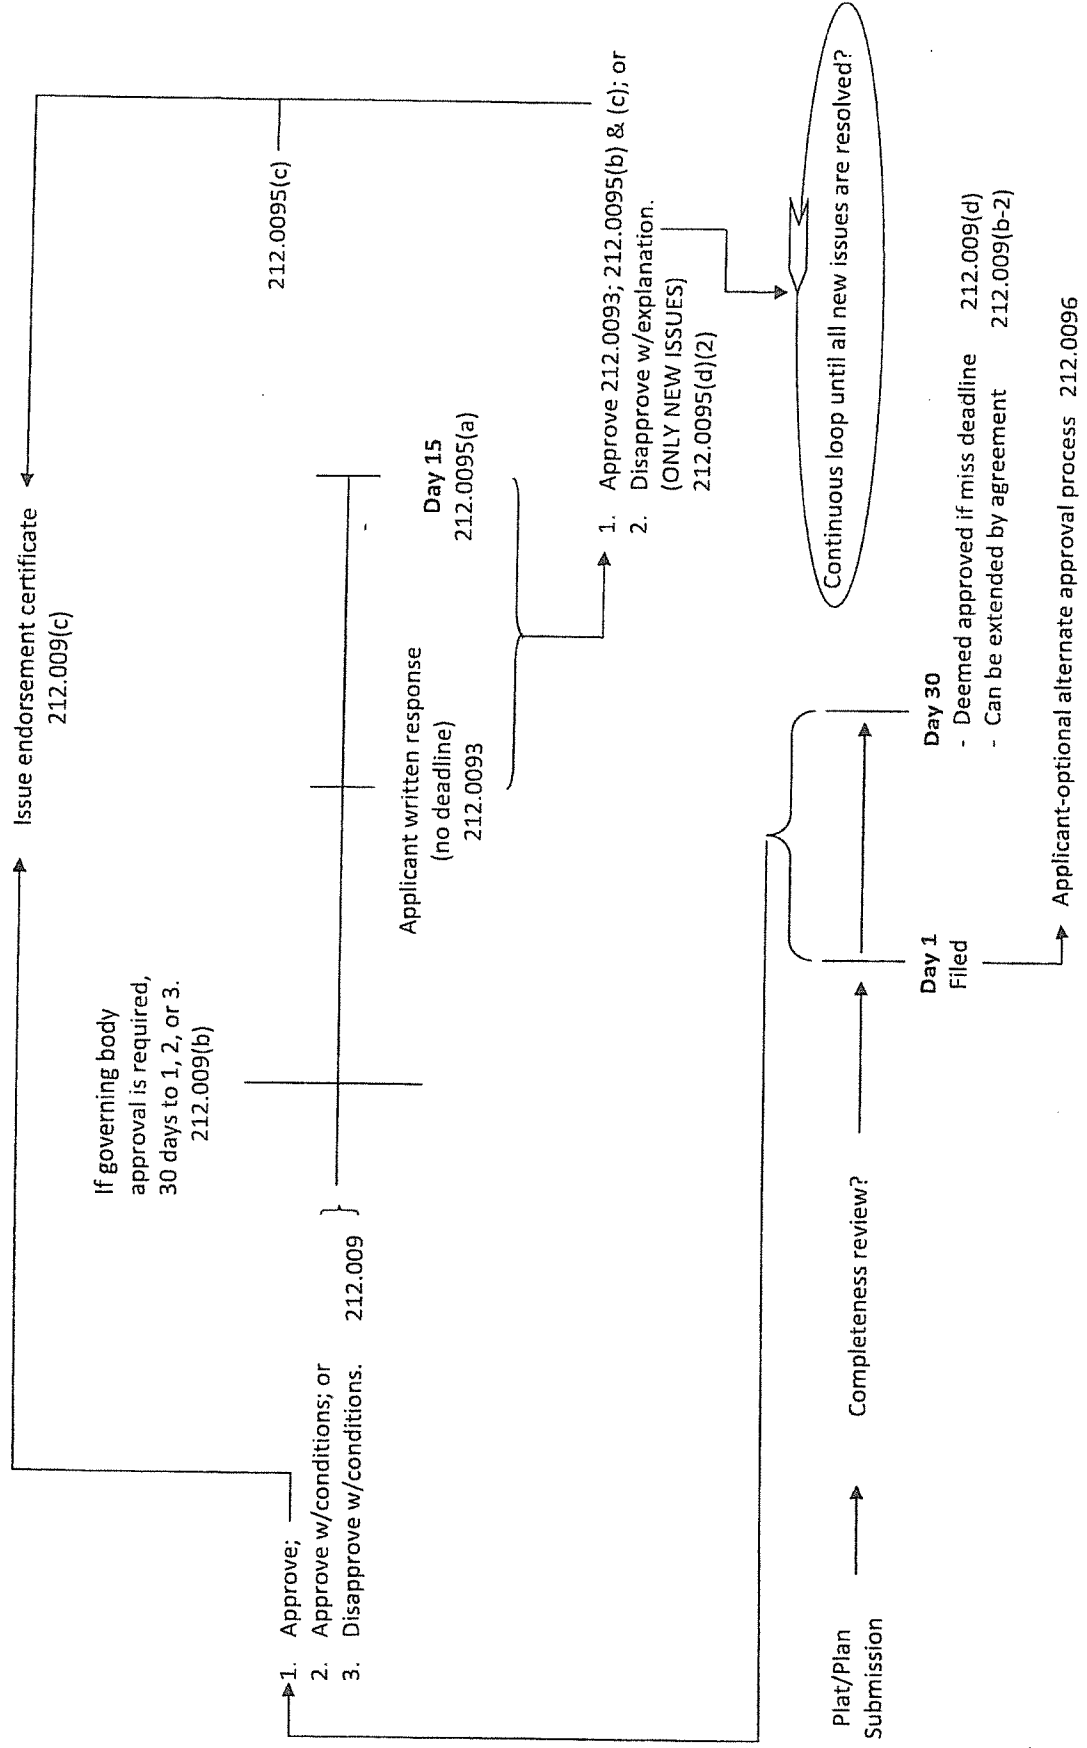 Issue endorsement certificate
212.009(c)
If governing body
approval is required,
30 days to 1, 2, or 3.
212.009(b)
212.0095(c)
1. Approve;
2. Approve w/conditions; or
3. Disapprove w/conditions. 212.009 }
Applicant written response
(no deadline)
212.0093
Day 15
212.0095(a)
1. Approve 212.0093; 212.0095(b) & (c); or
2. Disapprove w/explanation.
(ONLY NEW ISSUES)
212.0095(d)(2)
Continuous loop until all new issues are resolved?
Plat/Plan
Submission
Completeness review?
Day 1
Filed
Day 30
- Deemed approved if miss deadline 212.009(d)
- Can be extended by agreement 212.009(b-2)
Applicant-optional alternate approval process 212.0096